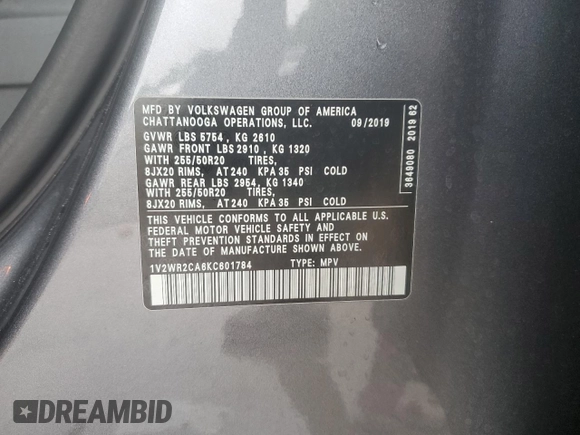 MFD BY VOLKSWAGEN GROUP OF AMERICA
CHATTANOOGA OPERATIONS, LLC. 09/2019
GVWR LBS 5754 , KG 2610
GAWR FRONT LBS 2910 , KG 1320
WITH 255/50R20 TIRES,
8JX20 RIMS, AT 240 KPA 35 PSI COLD
GAWR REAR LBS 2954, KG 1340
WITH 255/50R20 TIRES,
8JX20 RIMS, AT 240 KPA 35 PSI COLD
THIS VEHICLE CONFORMS TO ALL APPLICABLE U.S.
FEDERAL MOTOR VEHICLE SAFETY AND
THEFT PREVENTION STANDARDS IN EFFECT ON
THE DATE OF MANUFACTURE SHOWN ABOVE.
1V2WR2CA6KC601784 TYPE: MPV
3649080 2019 62
DREAMBID